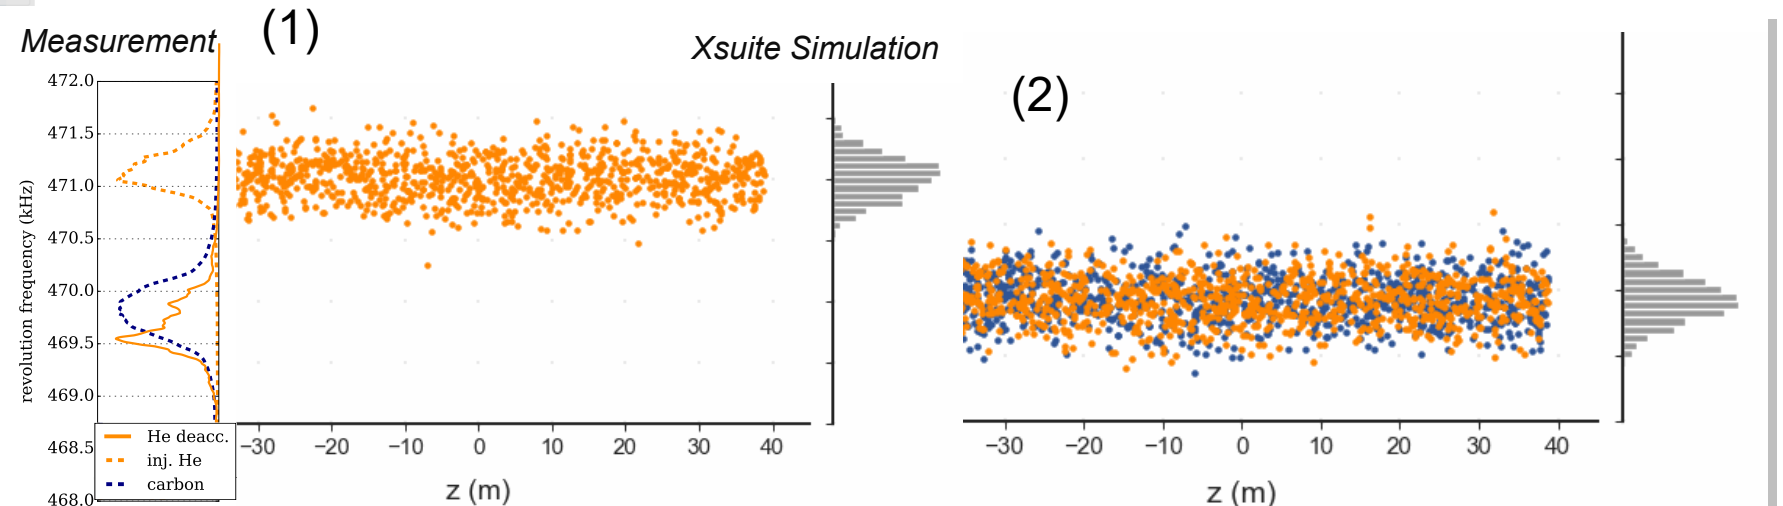 Measurement
(1)
Xsuite Simulation
(2)
revolution frequency (kHz)
472.0
471.5
471.0
470.5
470.0
469.5
469.0
468.5
468.0
He deacc.
inj. He
carbon
−30 −20 −10 0 10 20 30 40
z (m)
−30 −20 −10 0 10 20 30 40
z (m)